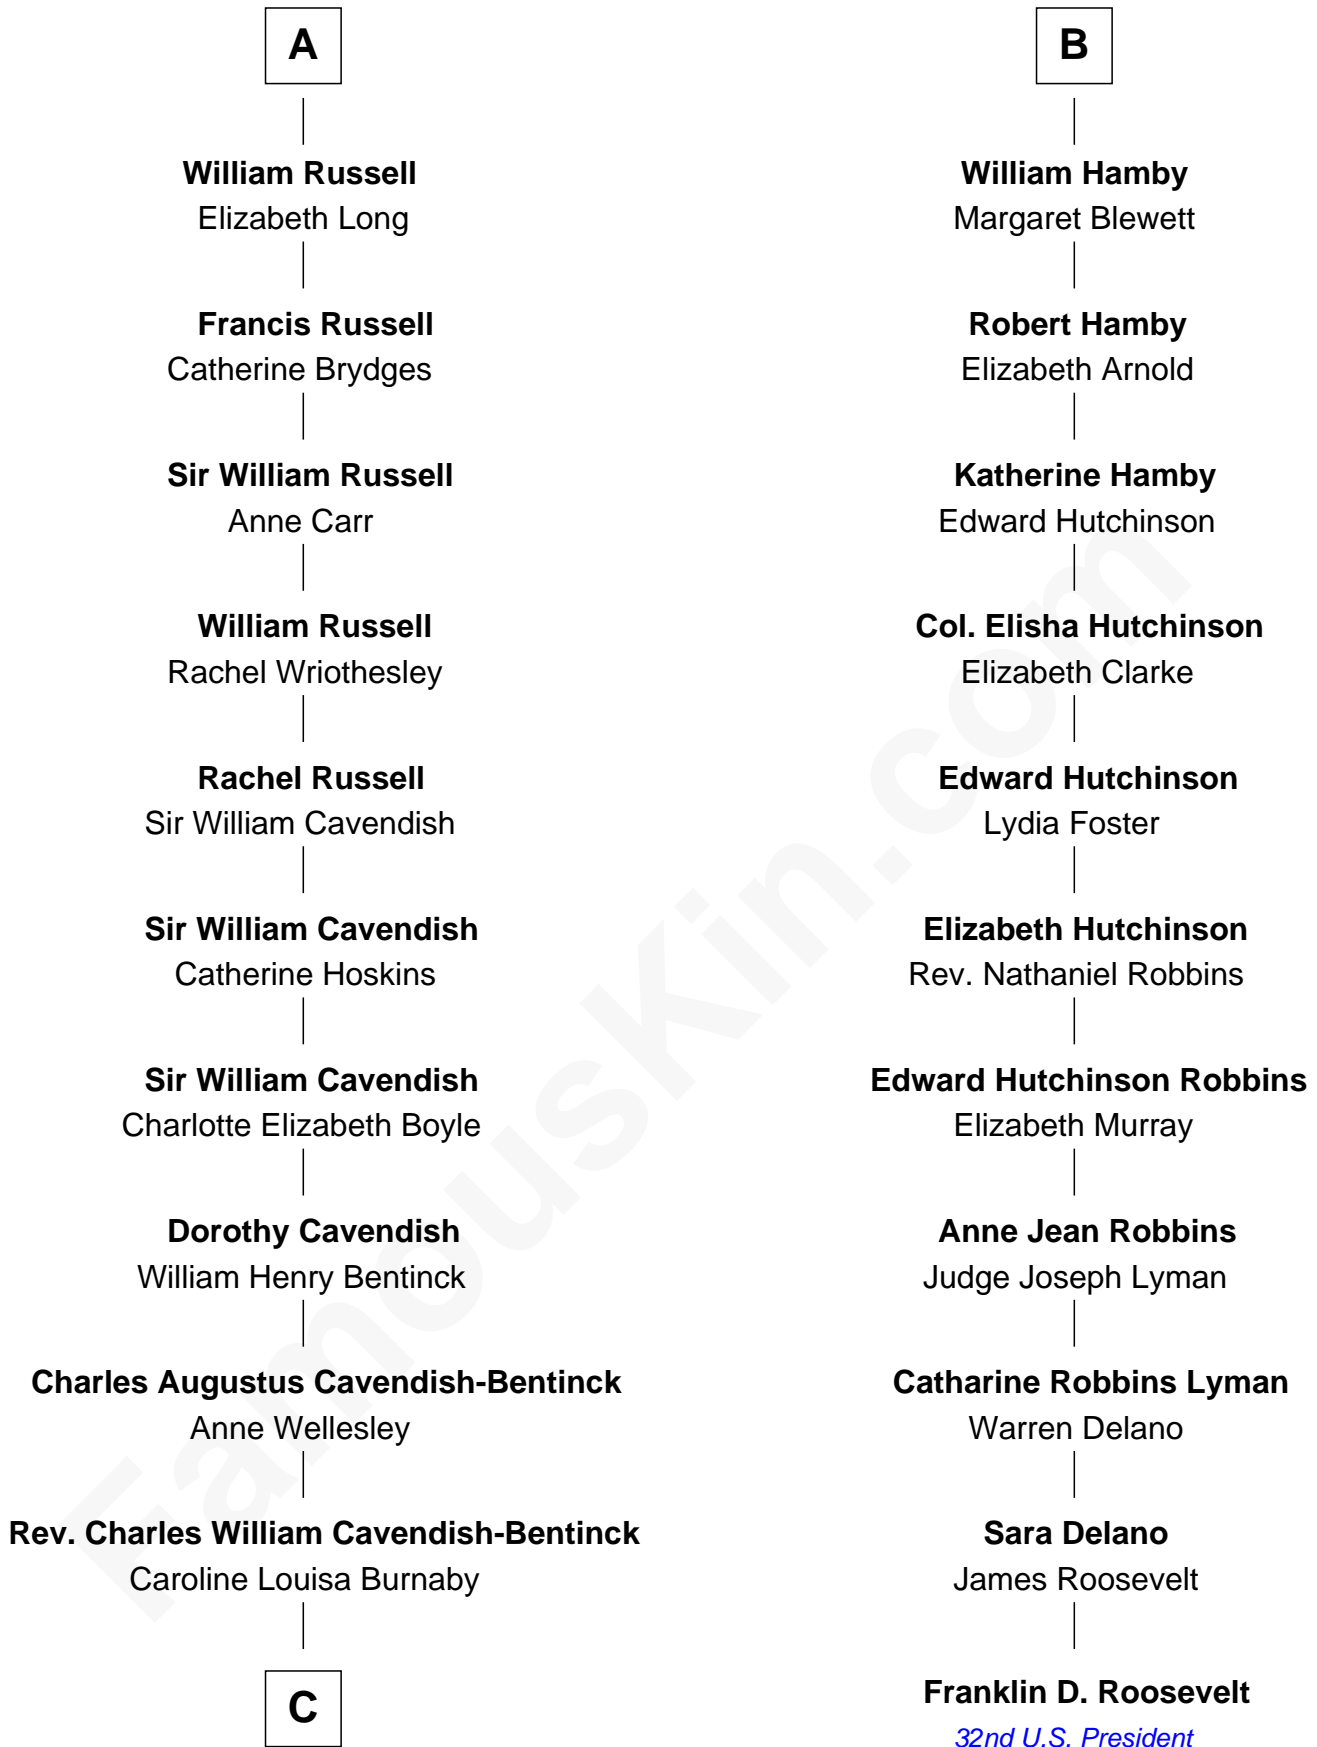 A
William Russell
Elizabeth Long
Francis Russell
Catherine Brydges
Sir William Russell
Anne Carr
William Russell
Rachel Wriothesley
Rachel Russell
Sir William Cavendish
Sir William Cavendish
Catherine Hoskins
Sir William Cavendish
Charlotte Elizabeth Boyle
Dorothy Cavendish
William Henry Bentinck
Charles Augustus Cavendish-Bentinck
Anne Wellesley
Rev. Charles William Cavendish-Bentinck
Caroline Louisa Burnaby
C
B
William Hamby
Margaret Blewett
Robert Hamby
Elizabeth Arnold
Katherine Hamby
Edward Hutchinson
Col. Elisha Hutchinson
Elizabeth Clarke
Edward Hutchinson
Lydia Foster
Elizabeth Hutchinson
Rev. Nathaniel Robbins
Edward Hutchinson Robbins
Elizabeth Murray
Anne Jean Robbins
Judge Joseph Lyman
Catharine Robbins Lyman
Warren Delano
Sara Delano
James Roosevelt
Franklin D. Roosevelt
32nd U.S. President
FamousKin.com